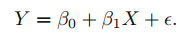 Y = β₀ + β₁X + ϵ.